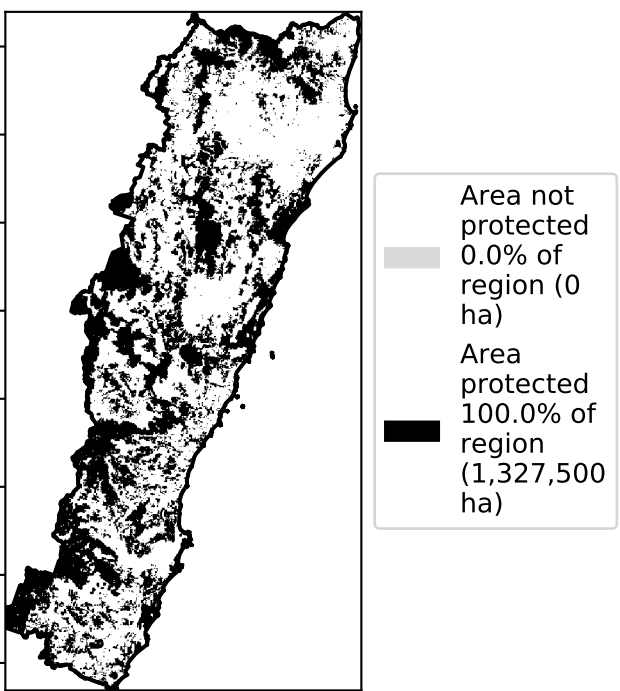 Area not
protected
0.0% of
region (0
ha)
Area
protected
100.0% of
region
(1,327,500
ha)